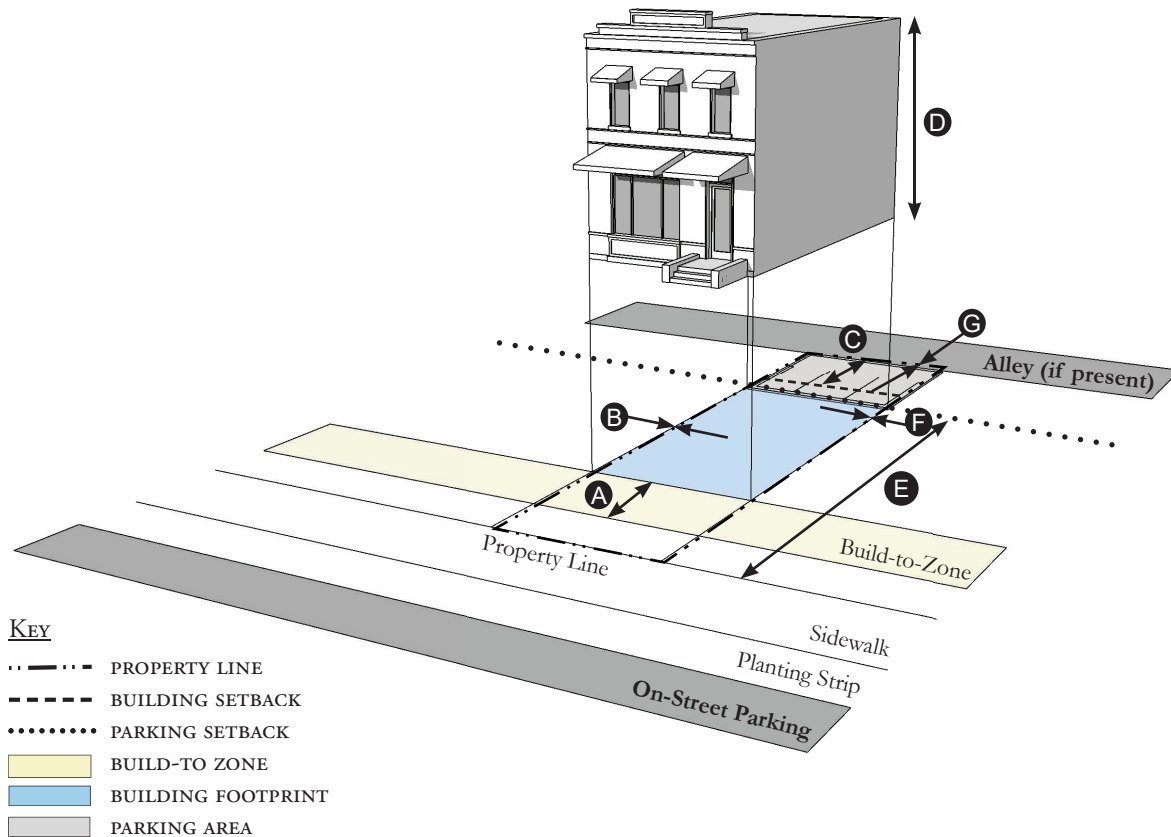 D
G
C
Alley (if present)
B
F
E
A
Build-to-Zone
Property Line
Sidewalk
Planting Strip
On-Street Parking
KEY
PROPERTY LINE
BUILDING SETBACK
PARKING SETBACK
BUILD-TO ZONE
BUILDING FOOTPRINT
PARKING AREA